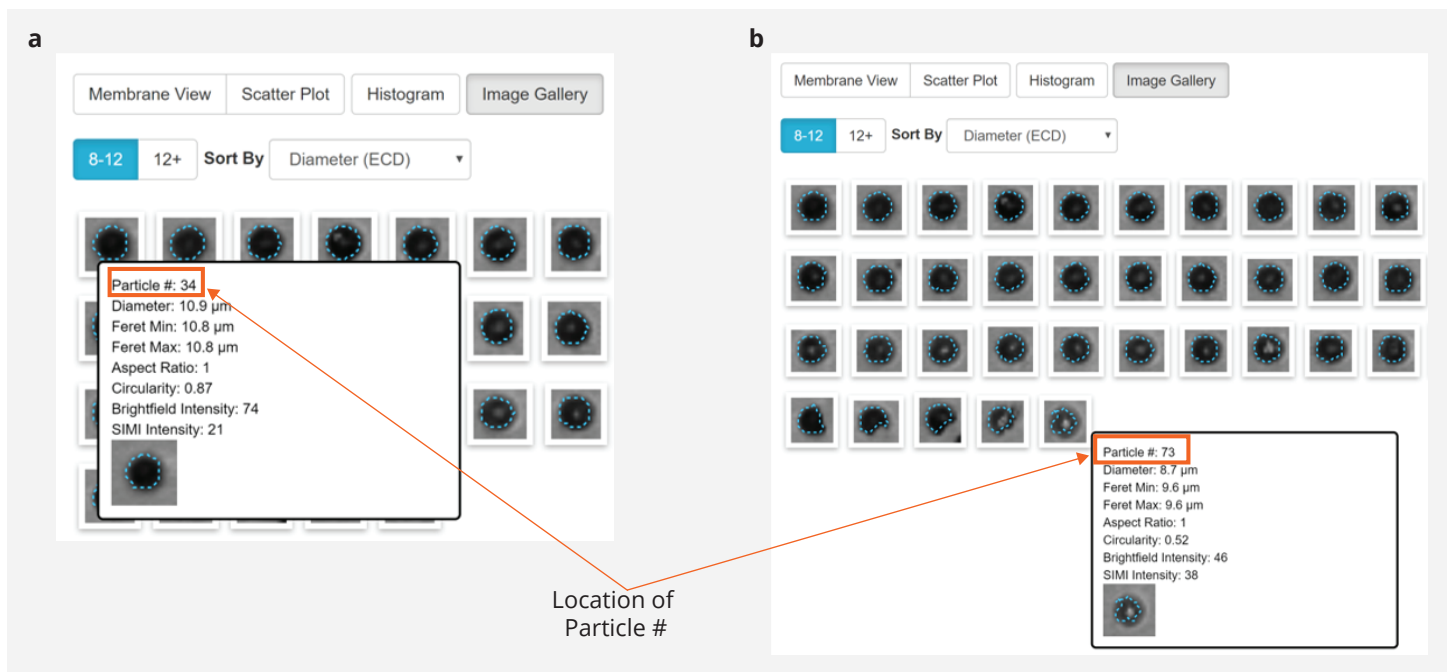 a
Membrane View Scatter Plot Histogram Image Gallery
8-12 12+ Sort By Diameter (ECD)
Particle #: 34
Diameter: 10.9 μm
Feret Min: 10.8 μm
Feret Max: 10.8 μm
Aspect Ratio: 1
Circularity: 0.87
Brightfield Intensity: 74
SIMI Intensity: 21
b
Membrane View Scatter Plot Histogram Image Gallery
8-12 12+ Sort By Diameter (ECD)
Particle #: 73
Diameter: 8.7 μm
Feret Min: 9.6 μm
Feret Max: 9.6 μm
Aspect Ratio: 1
Circularity: 0.52
Brightfield Intensity: 46
SIMI Intensity: 38
Location of
Particle #